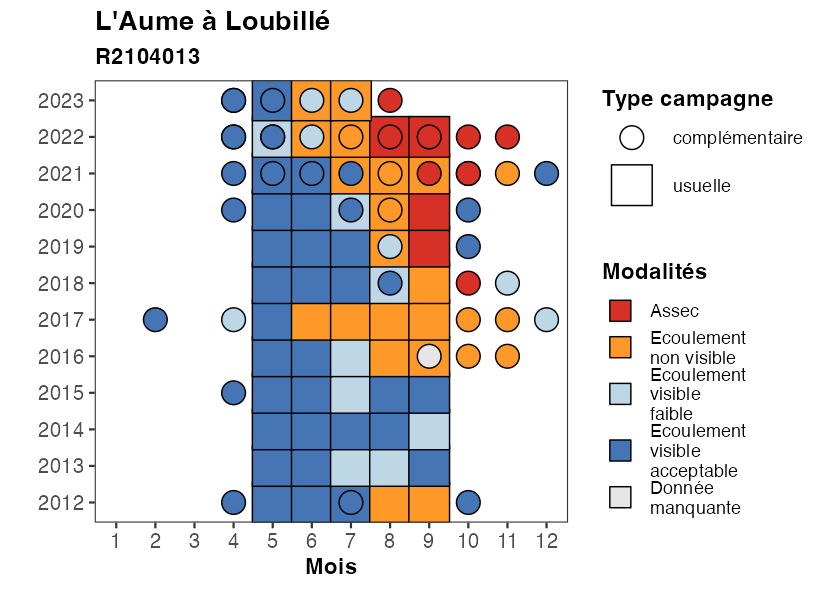 L'Aume à Loubillé
R2104013
2023
2022
2021
2020
2019
2018
2017
2016
2015
2014
2013
2012
1 2 3 4 5 6 7 8 9 10 11 12
Mois
Type campagne
complémentaire
usuelle
Modalités
Assec
Ecoulement
non visible
Ecoulement
visible
faible
Ecoulement
visible
acceptable
Donnée
manquante